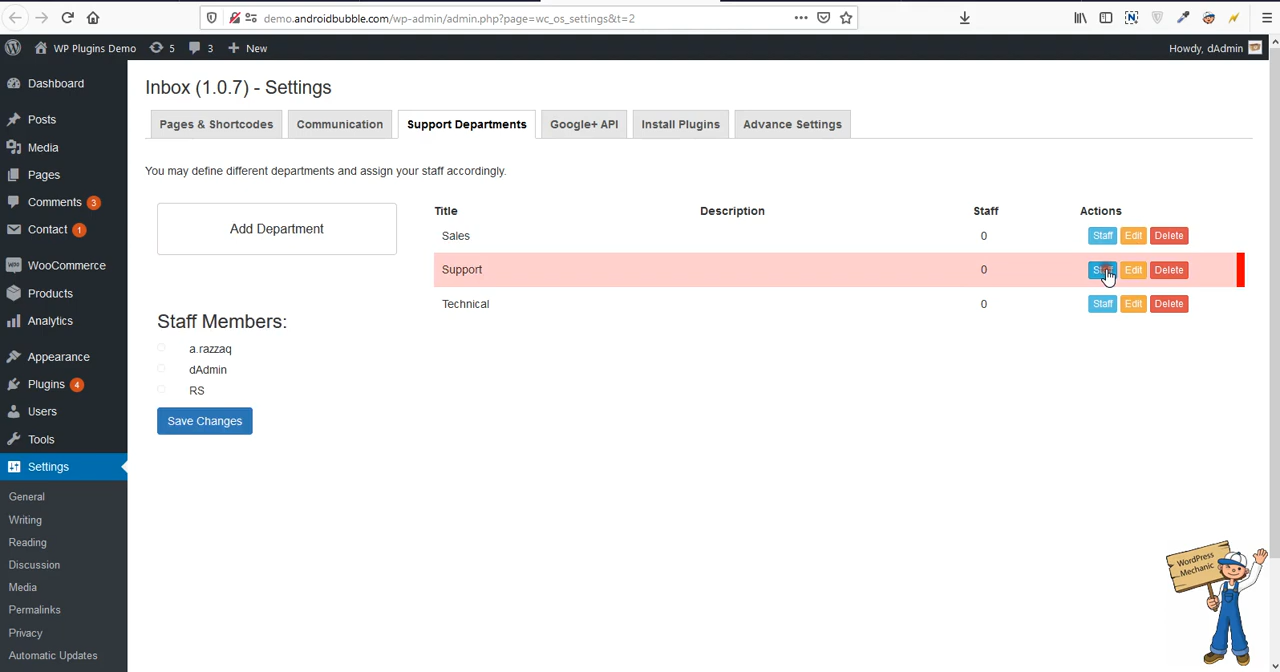 demo.androidbubble.com/wp-admin/admin.php?page=wc_os_settings&t=2
WP Plugins Demo 5 3 New Howdy, dAdmin
Dashboard
Posts
Media
Pages
Comments 3
Contact 1
WooCommerce
Products
Analytics
Appearance
Plugins 4
Users
Tools
Settings
General
Writing
Reading
Discussion
Media
Permalinks
Privacy
Automatic Updates
Inbox (1.0.7) - Settings
Pages & Shortcodes Communication Support Departments Google+ API Install Plugins Advance Settings
You may define different departments and assign your staff accordingly.
Add Department
Staff Members:
a.razzaq
dAdmin
RS
Save Changes
Title Description Staff Actions
Sales 0 Staff Edit Delete
Support 0 Edit Delete
Technical 0 Staff Edit Delete
WordPress
Mechanic